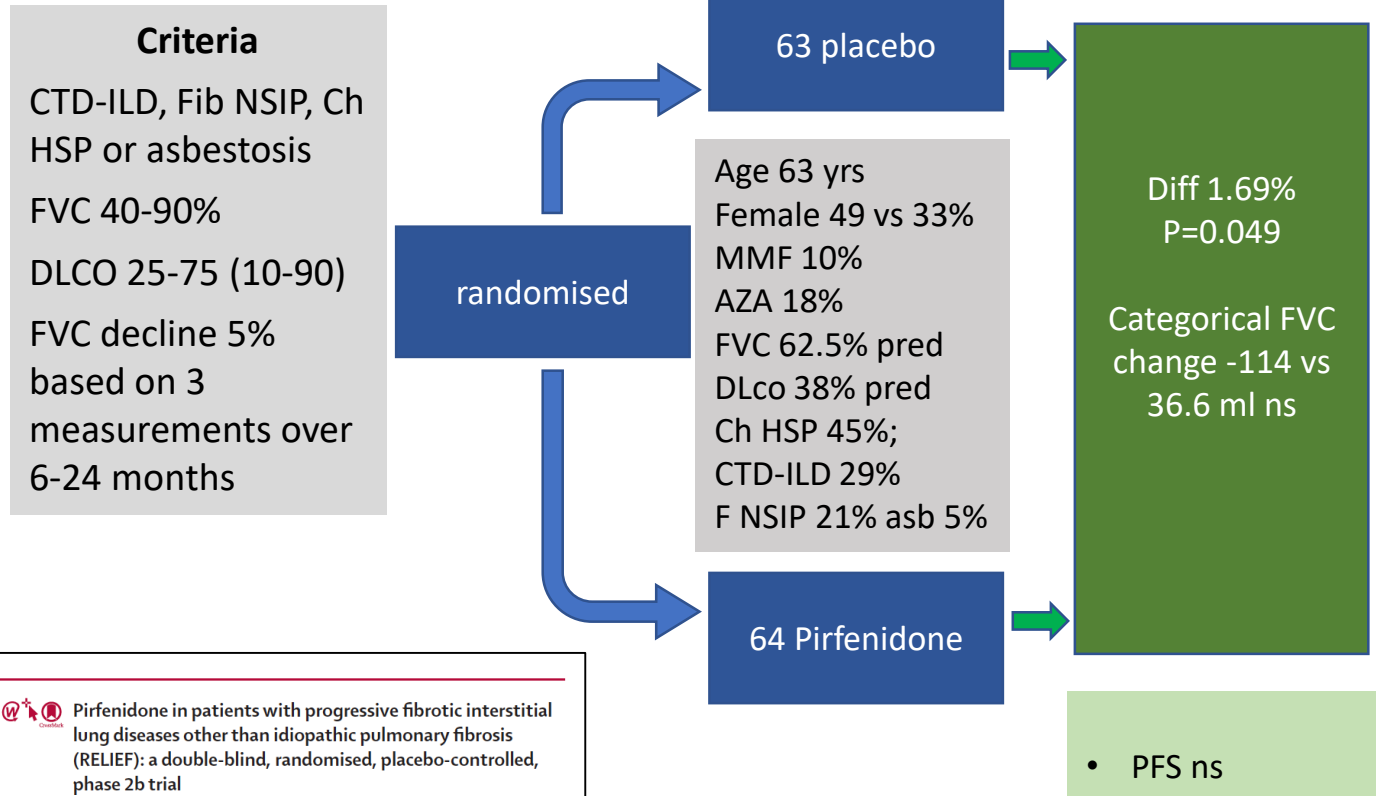 Criteria
CTD-ILD, Fib NSIP, Ch
HSP or asbestosis
FVC 40-90%
DLCO 25-75 (10-90)
FVC decline 5%
based on 3
measurements over
6-24 months
randomised
63 placebo
Age 63 yrs
Female 49 vs 33%
MMF 10%
AZA 18%
FVC 62.5% pred
DLco 38% pred
Ch HSP 45%;
CTD-ILD 29%
F NSIP 21% asb 5%
64 Pirfenidone
Diff 1.69%
P=0.049
Categorical FVC
change -114 vs
36.6 ml ns
• PFS ns
Pirfenidone in patients with progressive fibrotic interstitial
lung diseases other than idiopathic pulmonary fibrosis
(RELIEF): a double-blind, randomised, placebo-controlled,
phase 2b trial